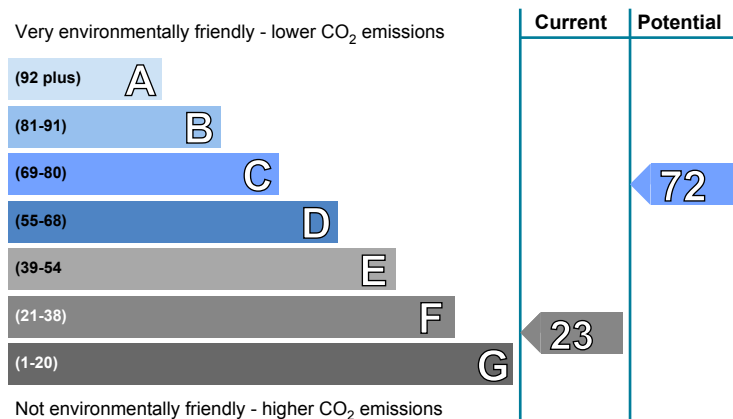 Very environmentally friendly - lower CO₂ emissions
Current Potential
(92 plus) A
(81-91) B
(69-80) C
72
(55-68) D
(39-54 E
(21-38) F
23
(1-20) G
Not environmentally friendly - higher CO₂ emissions